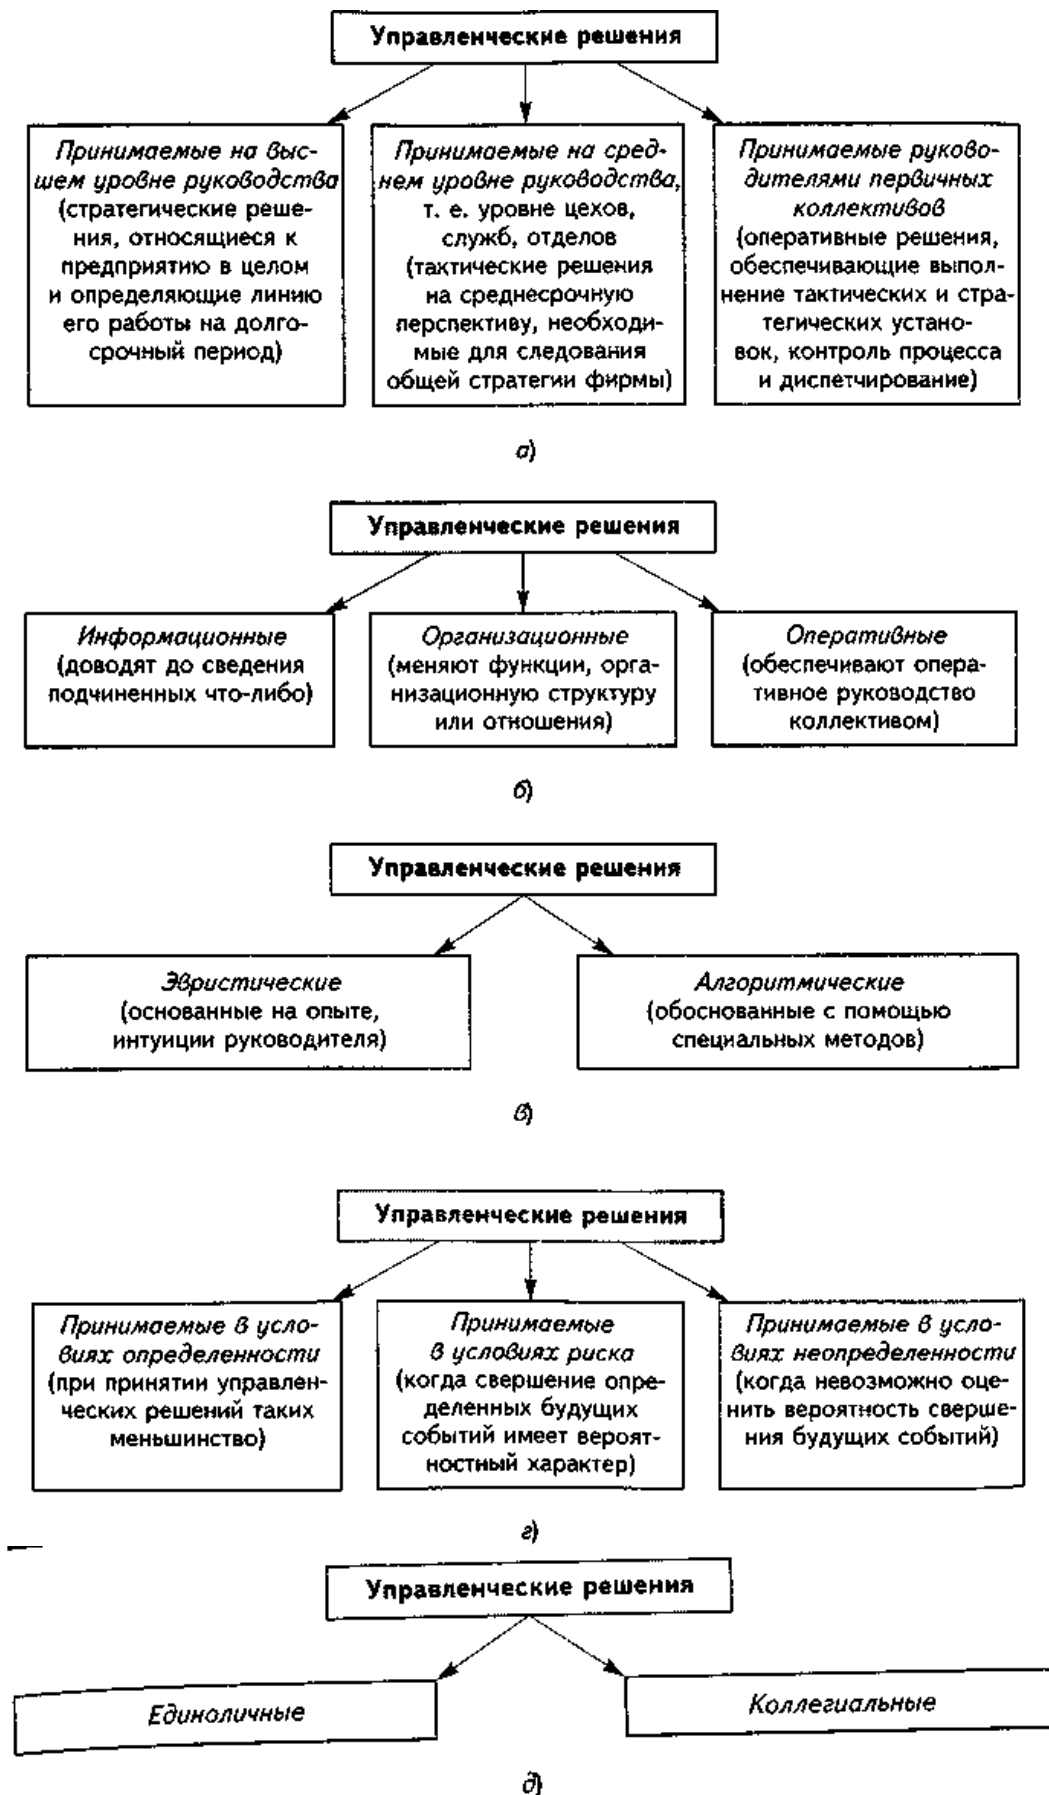 Управленческие решения
Принимаемые на выс-
шем уровне руководства
(стратегические реше-
ния, относящиеся к
предприятию в целом
и определяющие линию
его работы на долго-
срочный период)
Принимаемые на сред-
нем уровне руководства,
т. е. уровне цехов,
служб, отделов
(тактические решения
на среднесрочную
перспективу, необходи-
мые для следования
общей стратегии фирмы)
Принимаемые руково-
дителями первичных
коллективов
(оперативные решения,
обеспечивающие выпол-
нение тактических и стра-
тегических устано-
вок, контроль процесса
и диспетчирование)
а)
Управленческие решения
Информационные
(доводят до сведения
подчиненных что-либо)
Организационные
(меняют функции, орга-
низационную структуру
или отношения)
Оперативные
(обеспечивают опера-
тивное руководство
коллективом)
б)
Управленческие решения
Эвристические
(основанные на опыте,
интуиции руководителя)
Алгоритмические
(обоснованные с помощью
специальных методов)
в)
Управленческие решения
Принимаемые в усло-
виях определенности
(при принятии управлен-
ческих решений таких
меньшинство)
Принимаемые
в условиях риска
(когда свершение опре-
деленных будущих
событий имеет вероят-
ностный характер)
Принимаемые в усло-
виях неопределенности
(когда невозможно оце-
нить вероятность сверше-
ния будущих событий)
г)
Управленческие решения
Единоличные
Коллегиальные
д)